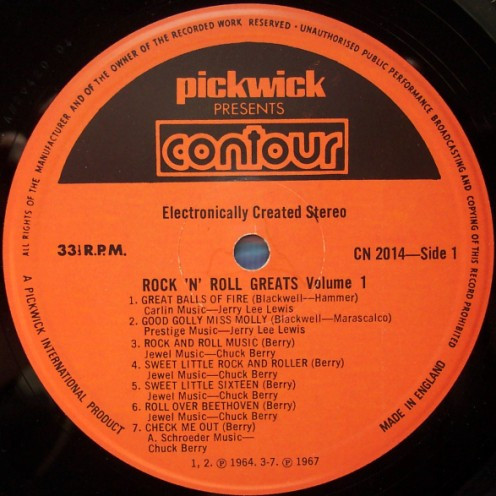 ALL RIGHTS OF THE MANUFACTURER AND OF THE OWNER OF THE RECORDED WORK RESERVED · UNAUTHORISED PUBLIC PERFORMANCE BROADCASTING AND COPYING OF THIS RECORD PROHIBITED
pickwick
PRESENTS
contour
Electronically Created Stereo
33⅓ R.P.M.
CN 2014—Side 1
ROCK 'N' ROLL GREATS Volume 1
1. GREAT BALLS OF FIRE (Blackwell—Hammer)
Carlin Music—Jerry Lee Lewis
2. GOOD GOLLY MISS MOLLY (Blackwell—Marascalco)
Prestige Music—Jerry Lee Lewis
3. ROCK AND ROLL MUSIC (Berry)
Jewel Music—Chuck Berry
4. SWEET LITTLE ROCK AND ROLLER (Berry)
Jewel Music—Chuck Berry
5. SWEET LITTLE SIXTEEN (Berry)
Jewel Music—Chuck Berry
6. ROLL OVER BEETHOVEN (Berry)
Jewel Music—Chuck Berry
7. CHECK ME OUT (Berry)
A. Schroeder Music—
Chuck Berry
1, 2. ℗ 1964. 3-7. ℗ 1967
A PICKWICK INTERNATIONAL PRODUCT
MADE IN ENGLAND